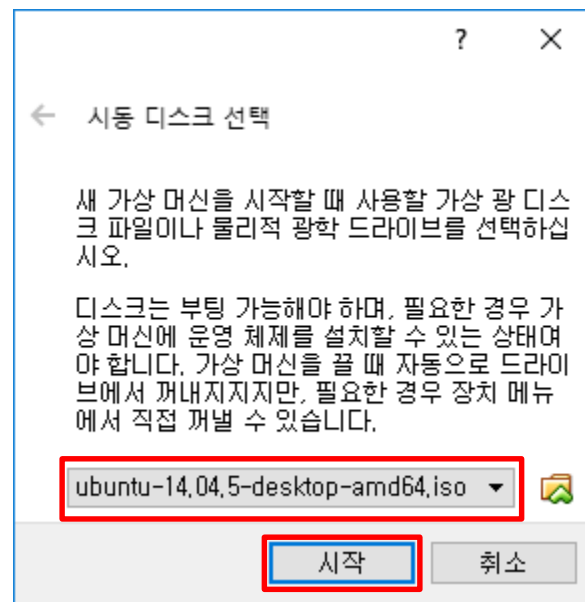 ?
← 시동 디스크 선택
새 가상 머신을 시작할 때 사용할 가상 광 디스
크 파일이나 물리적 광학 드라이브를 선택하십
시오.
디스크는 부팅 가능해야 하며, 필요한 경우 가
상 머신에 운영 체제를 설치할 수 있는 상태여
야 합니다. 가상 머신을 끌 때 자동으로 드라이
브에서 꺼내지지지만, 필요한 경우 장치 메뉴
에서 직접 꺼낼 수 있습니다.
ubuntu-14,04,5-desktop-amd64,iso
시작 취소